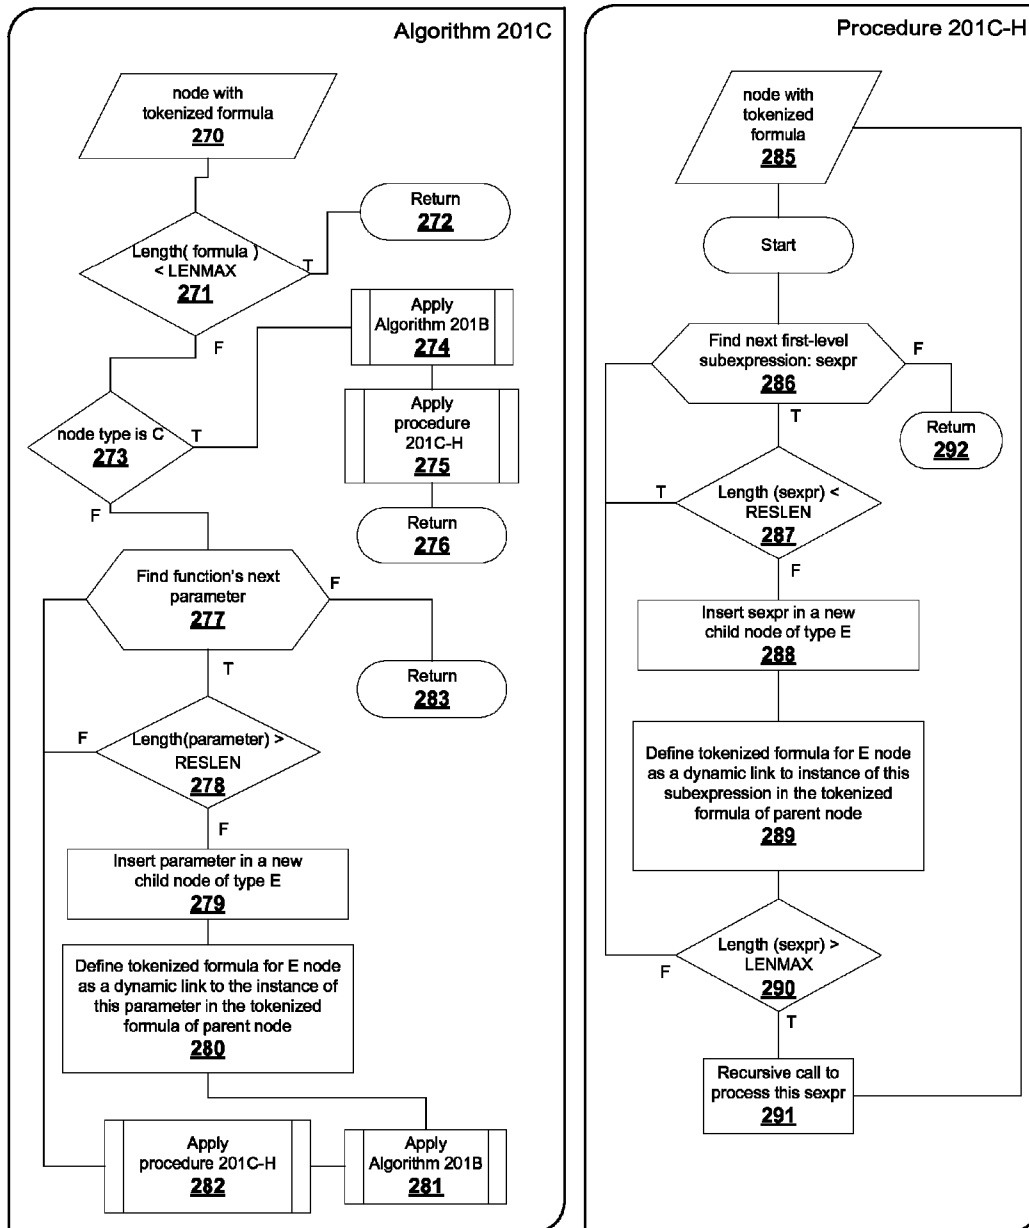 Algorithm 201C
node with
tokenized formula
270
Return
272
Length( formula )
< LENMAX
271
T
F
Apply
Algorithm 201B
274
node type is C
273
T
F
Apply
procedure
201C-H
275
Return
276
Find function's next
parameter
277
F
T
Return
283
Length(parameter) >
RESLEN
278
F
F
Insert parameter in a new
child node of type E
279
Define tokenized formula for E node
as a dynamic link to the instance of
this parameter in the tokenized
formula of parent node
280
Apply
procedure 201C-H
282
Apply
Algorithm 201B
281
Procedure 201C-H
node with
tokenized
formula
285
Start
Find next first-level
subexpression: sexpr
286
F
T
Return
292
Length (sexpr) <
RESLEN
287
T
F
Insert sexpr in a new
child node of type E
288
Define tokenized formula for E node
as a dynamic link to instance of this
subexpression in the tokenized
formula of parent node
289
Length (sexpr) >
LENMAX
290
F
T
Recursive call to
process this sexpr
291